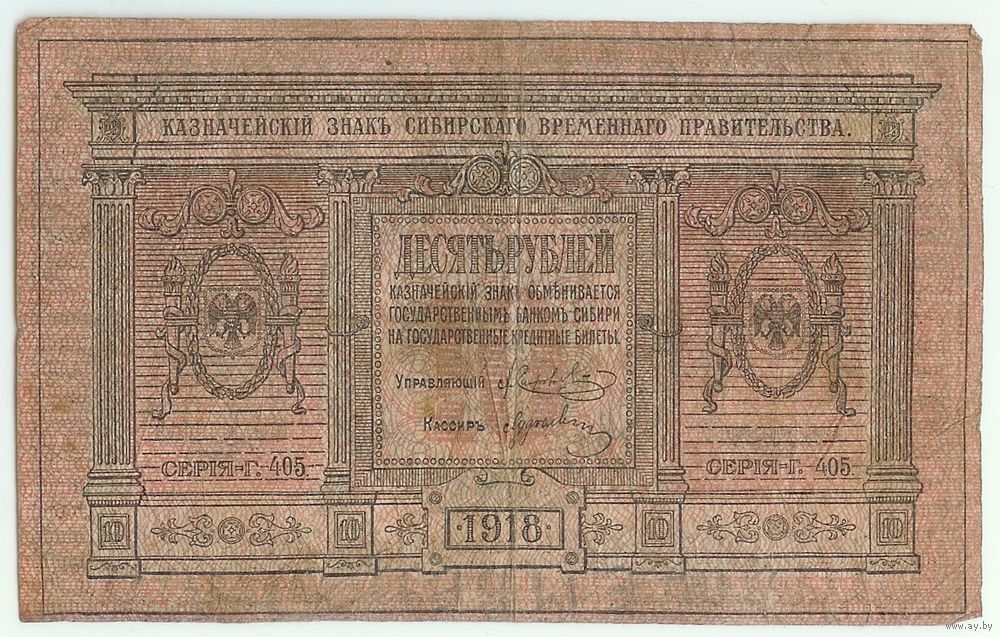 КАЗНАЧЕЙСКІЙ ЗНАКЪ СИБИРСКАГО ВРЕМЕННАГО ПРАВИТЕЛЬСТВА.
ДЕСЯТЬ РУБЛЕЙ
КАЗНАЧЕЙСКІЙ ЗНАКЪ ОБМѢНИВАЕТСЯ
ГОСУДАРСТВЕННЫМЪ БАНКОМЪ СИБИРИ
НА ГОСУДАРСТВЕННЫЕ КРЕДИТНЫЕ БИЛЕТЫ.
УПРАВЛЯЮЩІЙ
КАССИРЪ
СЕРІЯ-Г. 405.
СЕРІЯ-Г. 405.
10
10
·1918·
10
10
www.ay.by